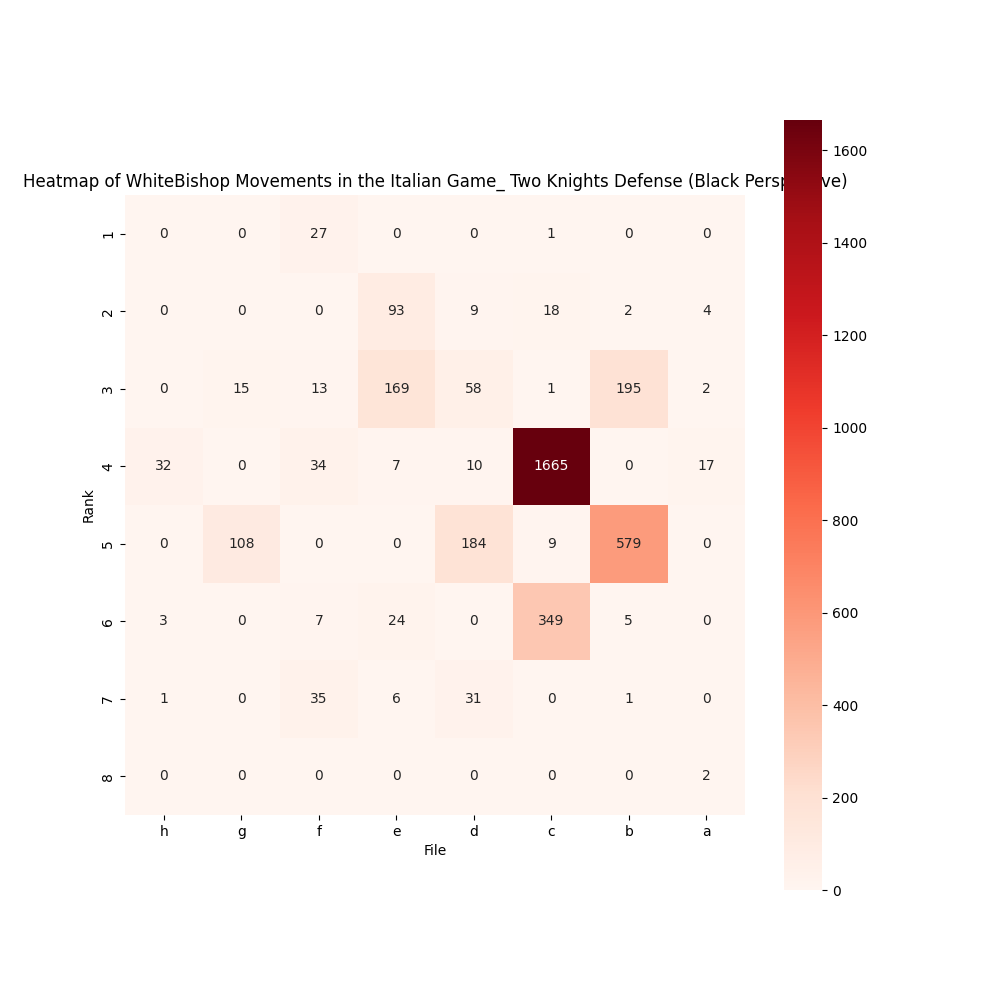 Heatmap of WhiteBishop Movements in the Italian Game_ Two Knights Defense (Black Perspective)
1 0 0 27 0 0 1 0 0
2 0 0 0 93 9 18 2 4
3 0 15 13 169 58 1 195 2
4 32 0 34 7 10 1665 0 17
5 0 108 0 0 184 9 579 0
6 3 0 7 24 0 349 5 0
7 1 0 35 6 31 0 1 0
8 0 0 0 0 0 0 0 2
h g f e d c b a
File
Rank
1600
1400
1200
1000
800
600
400
200
0